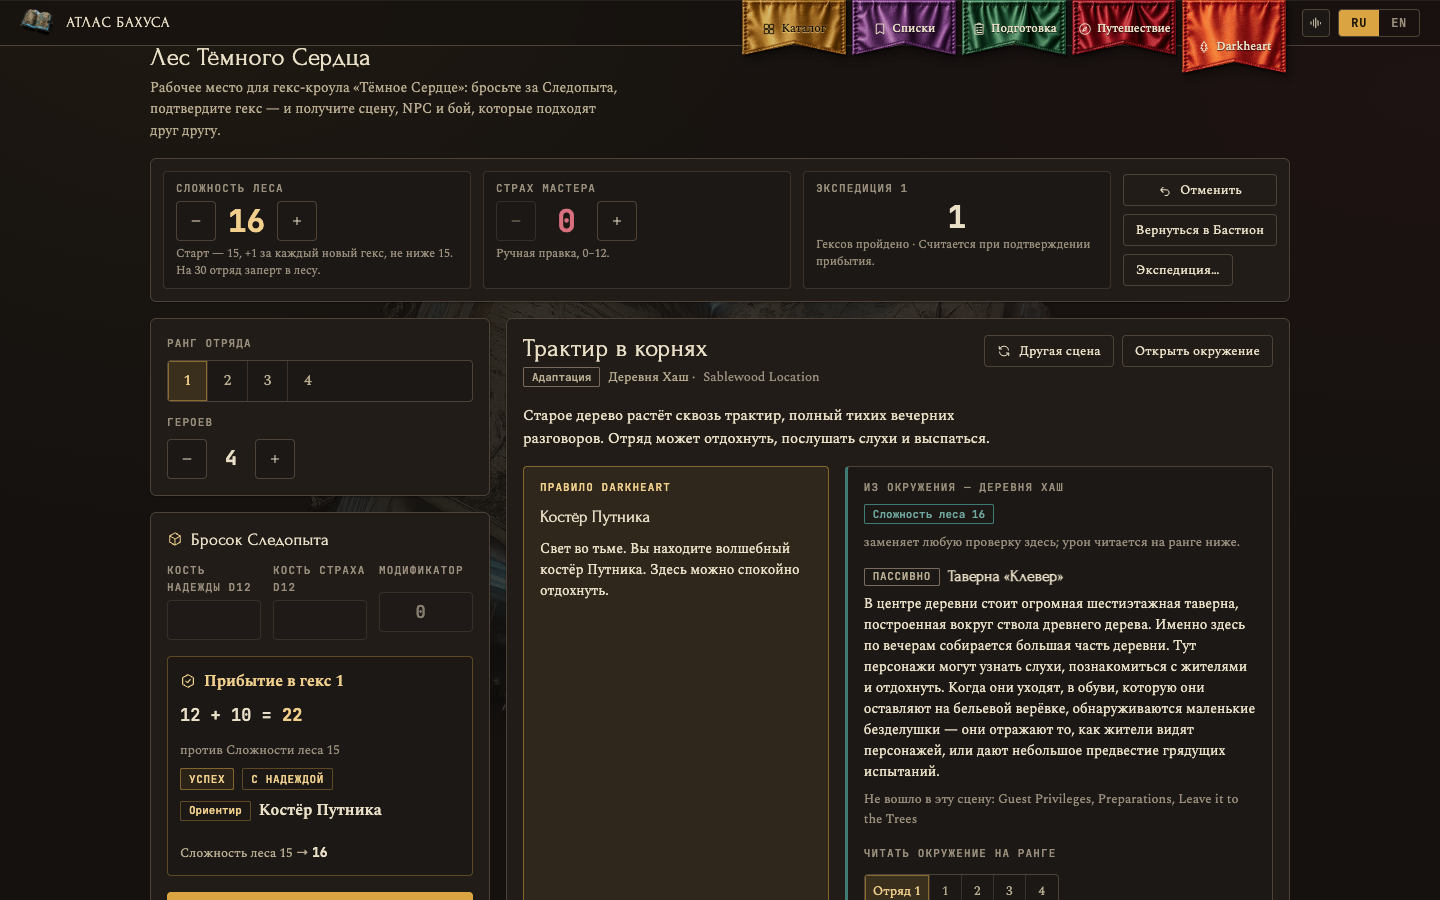 АТЛАС БАХУСА
Каталог
Списки
Подготовка
Путешествие
Darkheart
RU
EN
Лес Тёмного Сердца
Рабочее место для гекс-кроула «Тёмное Сердце»: бросьте за Следопыта,
подтвердите гекс — и получите сцену, NPC и бой, которые подходят
друг другу.
СЛОЖНОСТЬ ЛЕСА
− 16 +
Старт — 15, +1 за каждый новый гекс, не ниже 15.
На 30 отряд заперт в лесу.
СТРАХ МАСТЕРА
− 0 +
Ручная правка, 0–12.
ЭКСПЕДИЦИЯ 1
1
Гексов пройдено · Считается при подтверждении
прибытия.
Отменить
Вернуться в Бастион
Экспедиция...
РАНГ ОТРЯДА
1 2 3 4
ГЕРОЕВ
− 4 +
Бросок Следопыта
КОСТЬ
НАДЕЖДЫ D12
КОСТЬ СТРАХА
D12
МОДИФИКАТОР
0
Прибытие в гекс 1
12 + 10 = 22
против Сложности леса 15
УСПЕХ
С НАДЕЖДОЙ
Ориентир
Костёр Путника
Сложность леса 15 → 16
Трактир в корнях
Другая сцена
Открыть окружение
Адаптация
Деревня Хаш ·
Sablewood Location
Старое дерево растёт сквозь трактир, полный тихих вечерних
разговоров. Отряд может отдохнуть, послушать слухи и выспаться.
ПРАВИЛО DARKHEART
Костёр Путника
Свет во тьме. Вы находите волшебный
костёр Путника. Здесь можно спокойно
отдохнуть.
ИЗ ОКРУЖЕНИЯ — ДЕРЕВНЯ ХАШ
Сложность леса 16
заменяет любую проверку здесь; урон читается на ранге ниже.
ПАССИВНО
Таверна «Клевер»
В центре деревни стоит огромная шестиэтажная таверна,
построенная вокруг ствола древнего дерева. Именно здесь
по вечерам собирается большая часть деревни. Тут
персонажи могут узнать слухи, познакомиться с жителями
и отдохнуть. Когда они уходят, в обуви, которую они
оставляют на бельевой верёвке, обнаруживаются маленькие
безделушки — они отражают то, как жители видят
персонажей, или дают небольшое предвестие грядущих
испытаний.
Не вошло в эту сцену: Guest Privileges, Preparations, Leave it to
the Trees
ЧИТАТЬ ОКРУЖЕНИЕ НА РАНГЕ
Отряд 1
1 2 3 4